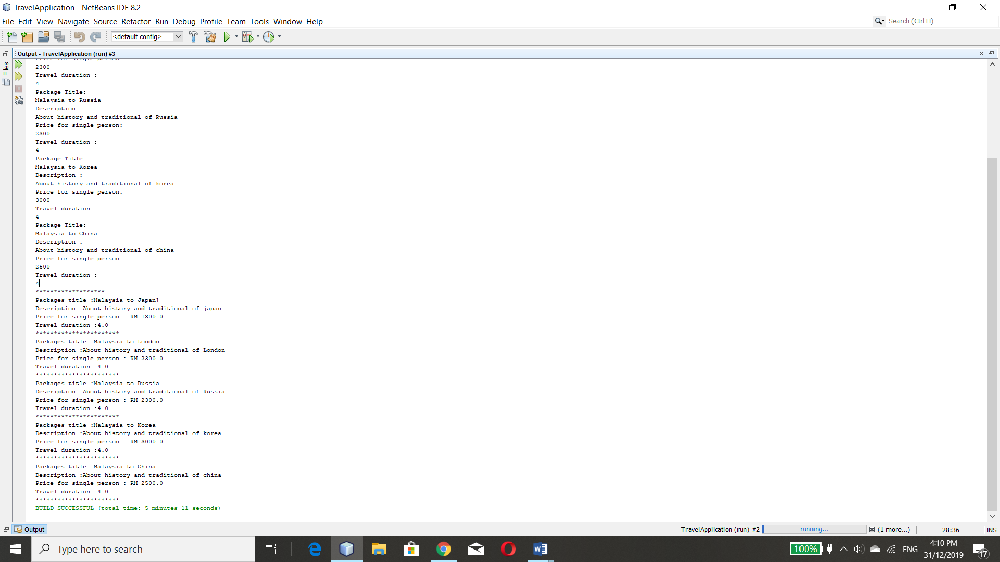 TravelApplication - NetBeans IDE 8.2
File Edit View Navigate Source Refactor Run Debug Profile Team Tools Window Help
Search (Ctrl+I)
<default config>
Output - TravelApplication (run) #3
Files
Price for single person:
2300
Travel duration :
4
Package Title:
Malaysia to Russia
Description :
About history and traditional of Russia
Price for single person:
2300
Travel duration :
4
Package Title:
Malaysia to Korea
Description :
About history and traditional of korea
Price for single person:
3000
Travel duration :
4
Package Title:
Malaysia to China
Description :
About history and traditional of china
Price for single person:
2500
Travel duration :
4
*******************
Packages title :Malaysia to Japan]
Description :About history and traditional of japan
Price for single person : RM 1300.0
Travel duration :4.0
***********************
Packages title :Malaysia to London
Description :About history and traditional of London
Price for single person : RM 2300.0
Travel duration :4.0
***********************
Packages title :Malaysia to Russia
Description :About history and traditional of Russia
Price for single person : RM 2300.0
Travel duration :4.0
***********************
Packages title :Malaysia to Korea
Description :About history and traditional of korea
Price for single person : RM 3000.0
Travel duration :4.0
***********************
Packages title :Malaysia to China
Description :About history and traditional of china
Price for single person : RM 2500.0
Travel duration :4.0
***********************
BUILD SUCCESSFUL (total time: 5 minutes 11 seconds)
Output
TravelApplication (run) #2 running... (1 more...) 28:36 INS
Type here to search
100% ENG
4:10 PM
31/12/2019
17